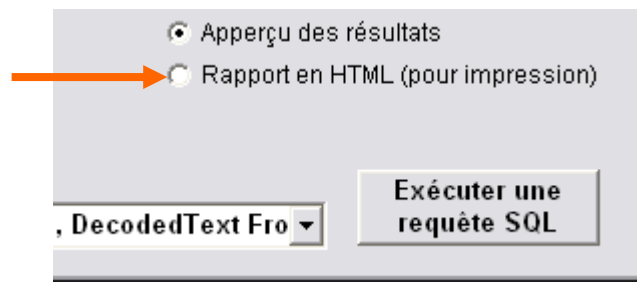 Apperçu des résultats
Rapport en HTML (pour impression)
Exécuter une
requête SQL
, DecodedText Fro